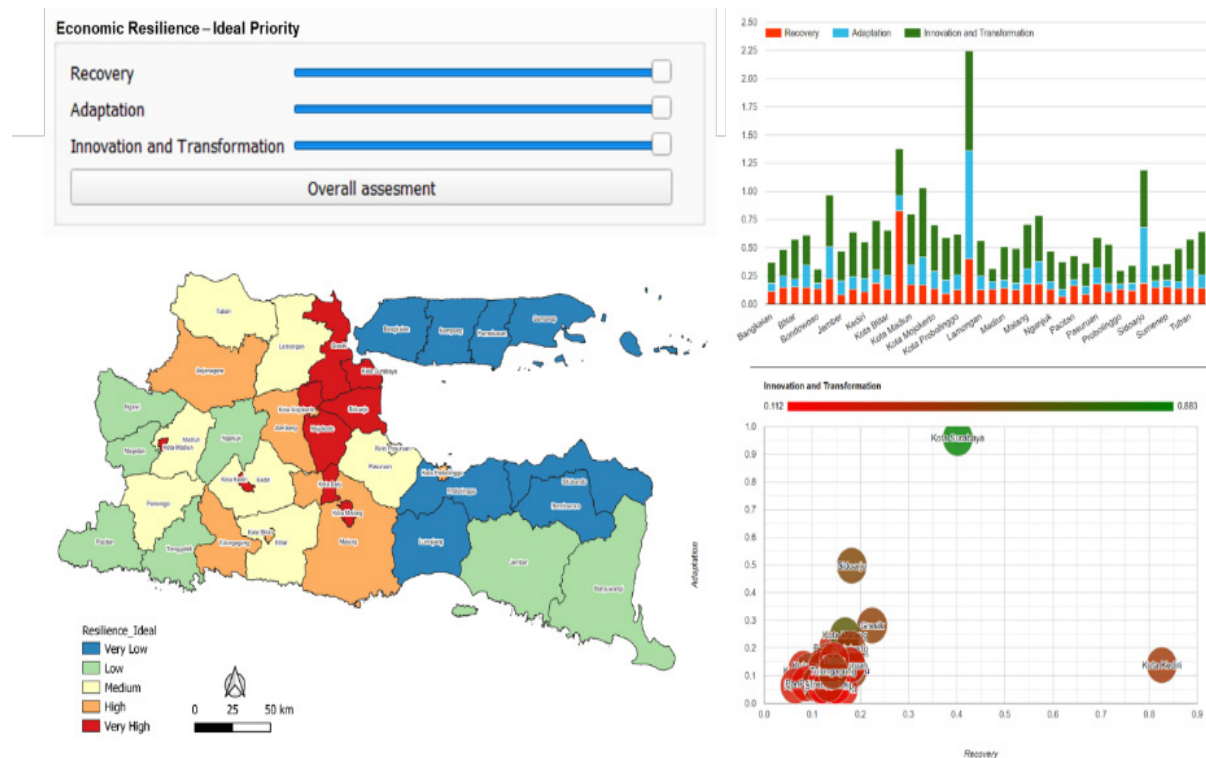 Economic Resilience – Ideal Priority
Recovery
Adaptation
Innovation and Transformation
Overall assesment
Tuban
Lamongan
Gresik
Kota Surabaya
Bangkalan
Sampang
Pamekasan
Sumenep
Bojonegoro
Ngawi
Magetan
Madiun
Kota Madiun
Nganjuk
Jombang
Kota Mojokerto
Mojokerto
Sidoarjo
Kota Pasuruan
Pasuruan
Ponorogo
Kota Kediri
Kediri
Kota Batu
Kota Malang
Malang
Kota Probolinggo
Probolinggo
Situbondo
Bondowoso
Lumajang
Jember
Banyuwangi
Pacitan
Trenggalek
Tulungagung
Kota Blitar
Blitar
Resilience_Ideal
Very Low
Low
Medium
High
Very High
0 25 50 km
2.50
Recovery Adaptation Innovation and Transformation
2.25
2.00
1.75
1.50
1.25
1.00
0.75
0.50
0.25
0.00
Bangkalan
Blitar
Bondowoso
Jember
Kediri
Kota Blitar
Kota Madiun
Kota Mojokerto
Kota Probolinggo
Lamongan
Madiun
Malang
Nganjuk
Pacitan
Pasuruan
Probolinggo
Sidoarjo
Sumenep
Tuban
Innovation and Transformation
0.112 0.883
1.0
0.9
0.8
0.7
0.6
0.5
0.4
0.3
0.2
0.1
0.0
Adaptation
Kota Surabaya
Sidoarjo
Gresik
Kota Kediri
Tulungagung
0.0 0.1 0.2 0.3 0.4 0.5 0.6 0.7 0.8 0.9
Recovery